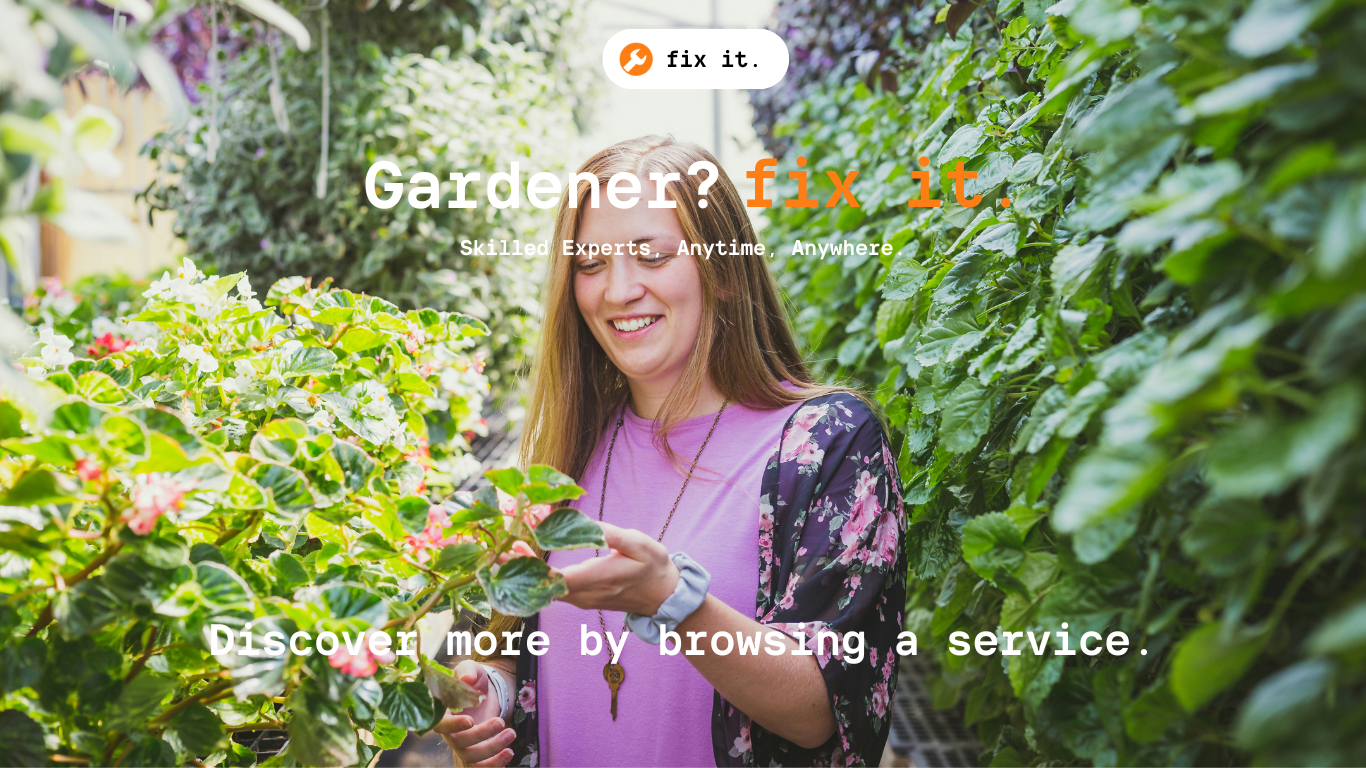 fix it.
Gardener? fix it.
Skilled Experts, Anytime, Anywhere.
Discover more by browsing a service.